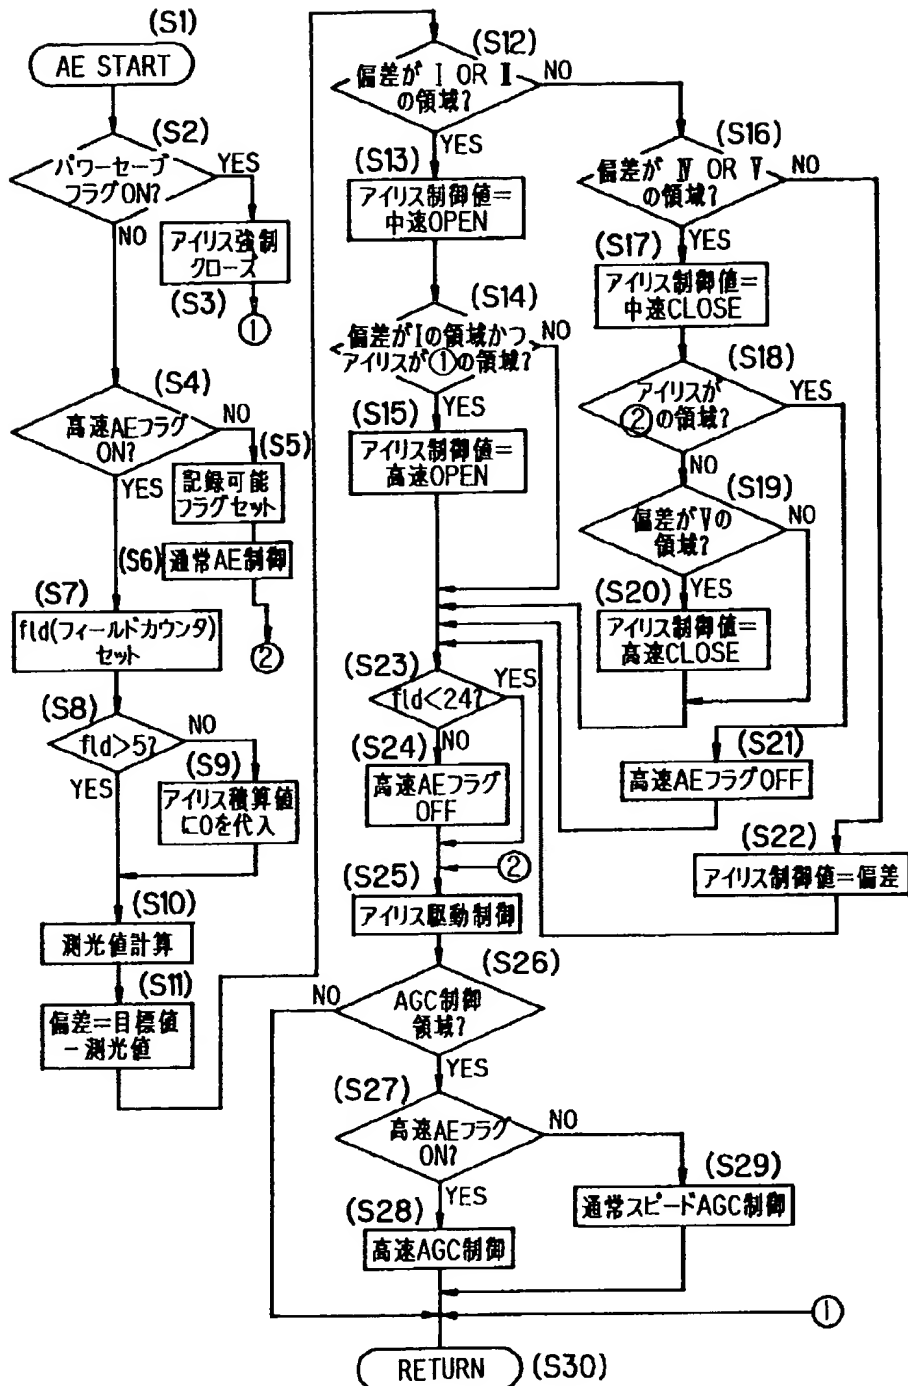 (S1)
AE START
(S2)
パワーセーブ
フラグON?
YES
NO
アイリス強制
クローズ
(S3)
①
(S4)
高速AEフラグ
ON?
NO
YES
(S5)
記録可能
フラグセット
(S6)
通常AE制御
②
(S7)
fld(フィールドカウンタ)
セット
(S8)
fld>5?
NO
YES
(S9)
アイリス積算値
に0を代入
(S10)
測光値計算
(S11)
偏差=目標値
-測光値
(S12)
偏差が Ⅰ OR Ⅱ
の領域?
NO
YES
(S13)
アイリス制御値=
中速OPEN
(S14)
偏差がⅠの領域かつ
アイリスが①の領域?
NO
YES
(S15)
アイリス制御値=
高速OPEN
(S16)
偏差が Ⅳ OR Ⅴ
の領域?
NO
YES
(S17)
アイリス制御値=
中速CLOSE
(S18)
アイリスが
②の領域?
YES
NO
(S19)
偏差がⅤの
領域?
NO
YES
(S20)
アイリス制御値=
高速CLOSE
(S21)
高速AEフラグOFF
(S22)
アイリス制御値=偏差
(S23)
fld<24?
YES
NO
(S24)
高速AEフラグ
OFF
②
(S25)
アイリス駆動制御
(S26)
AGC制御
領域?
NO
YES
(S27)
高速AEフラグ
ON?
NO
YES
(S28)
高速AGC制御
(S29)
通常スピードAGC制御
①
RETURN
(S30)